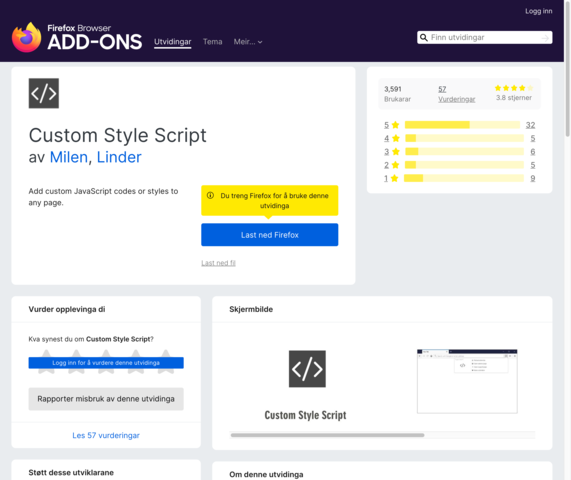 Logg inn
Firefox Browser
ADD-ONS
Utvidingar
Tema
Meir...
Finn utvidingar
Custom Style Script
av Milen, Linder
Add custom JavaScript codes or styles to
any page.
Du treng Firefox for å bruke denne
utvidinga
Last ned Firefox
Last ned fil
3,591
Brukarar
57
Vurderingar
3.8 stjerner
5 32
4 5
3 6
2 5
1 9
Vurder opplevinga di
Kva synest du om Custom Style Script?
Logg inn for å vurdere denne utvidinga
Rapporter misbruk av denne utvidinga
Les 57 vurderingar
Skjermbilde
Custom Style Script
Støtt desse utviklarane
Om denne utvidinga